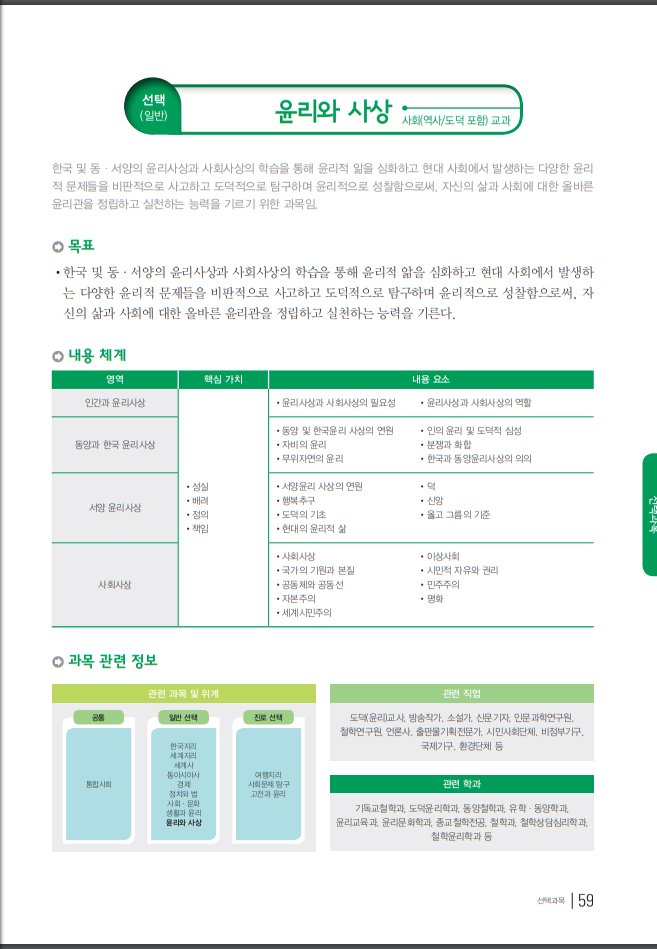 선택
(일반)
윤리와 사상 사회(역사/도덕 포함) 교과
한국 및 동 · 서양의 윤리사상과 사회사상의 학습을 통해 윤리적 앎을 심화하고 현대 사회에서 발생하는 다양한 윤리
적 문제들을 비판적으로 사고하고 도덕적으로 탐구하며 윤리적으로 성찰함으로써, 자신의 삶과 사회에 대한 올바른
윤리관을 정립하고 실천하는 능력을 기르기 위한 과목임.
목표
• 한국 및 동 · 서양의 윤리사상과 사회사상의 학습을 통해 윤리적 앎을 심화하고 현대 사회에서 발생하
는 다양한 윤리적 문제들을 비판적으로 사고하고 도덕적으로 탐구하며 윤리적으로 성찰함으로써, 자
신의 삶과 사회에 대한 올바른 윤리관을 정립하고 실천하는 능력을 기른다.
내용 체계
영역 핵심 가치 내용 요소
인간과 윤리사상
• 윤리사상과 사회사상의 필요성 • 윤리사상과 사회사상의 역할
동양과 한국 윤리사상
• 동양 및 한국윤리 사상의 연원 • 인의 윤리 및 도덕적 심성
• 자비의 윤리 • 분쟁과 화합
• 무위자연의 윤리 • 한국과 동양윤리사상의 의의
서양 윤리사상
• 성실
• 배려
• 정의
• 책임
• 서양윤리 사상의 연원 • 덕
• 행복추구 • 신앙
• 도덕의 기초 • 옳고 그름의 기준
• 현대의 윤리적 삶
사회사상
• 사회사상 • 이상사회
• 국가의 기원과 본질 • 시민적 자유와 권리
• 공동체와 공동선 • 민주주의
• 자본주의 • 평화
• 세계시민주의
과목 관련 정보
관련 과목 및 위계
공통
통합사회
일반 선택
한국지리
세계지리
세계사
동아시아사
경제
정치와 법
사회 · 문화
생활과 윤리
윤리와 사상
진로 선택
여행지리
사회문제 탐구
고전과 윤리
관련 직업
도덕(윤리)교사, 방송작가, 소설가, 신문기자, 인문과학연구원,
철학연구원, 언론사, 출판물기획전문가, 시민사회단체, 비정부기구,
국제기구, 환경단체 등
관련 학과
기독교철학과, 도덕윤리학과, 동양철학과, 유학 · 동양학과,
윤리교육과, 윤리문화학과, 종교철학전공, 철학과, 철학상담심리학과,
철학윤리학과 등
선택과목
선택과목 59